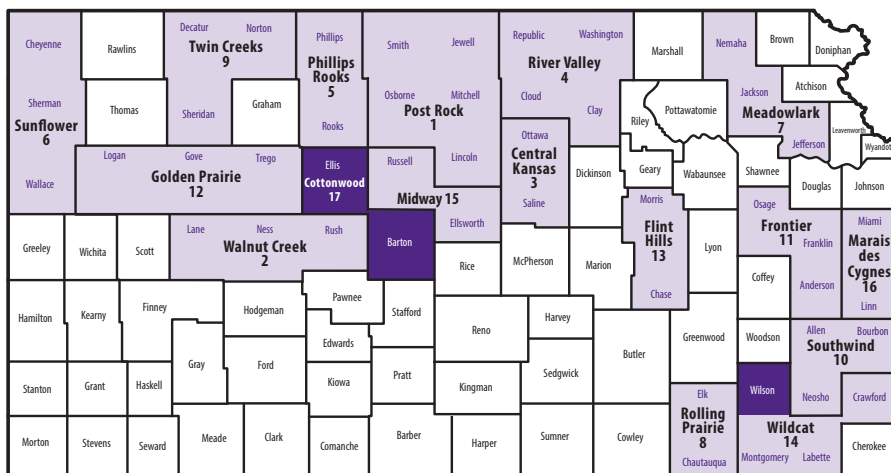 Cheyenne
Rawlins
Decatur
Norton
Twin Creeks
9
Phillips
Phillips
Rooks
5
Smith
Jewell
Republic
Washington
River Valley
4
Marshall
Nemaha
Brown
Doniphan
Sherman
Sunflower
6
Thomas
Sheridan
Graham
Rooks
Osborne
Mitchell
Post Rock
1
Cloud
Clay
Riley
Pottawatomie
Jackson
Meadowlark
7
Atchison
Jefferson
Leavenworth
Wyandot
Wallace
Logan
Gove
Trego
Golden Prairie
12
Ellis
Cottonwood
17
Russell
Lincoln
Midway 15
Ellsworth
Ottawa
Central
Kansas
3
Saline
Dickinson
Geary
Wabaunsee
Shawnee
Douglas
Johnson
Morris
Flint
Hills
13
Chase
Osage
Frontier
11
Franklin
Anderson
Miami
Marais
des
Cygnes
16
Linn
Greeley
Wichita
Scott
Lane
Ness
Rush
Walnut Creek
2
Barton
Rice
McPherson
Marion
Lyon
Coffey
Hamilton
Kearny
Finney
Hodgeman
Pawnee
Stafford
Edwards
Reno
Harvey
Butler
Greenwood
Woodson
Allen
Bourbon
Southwind
10
Neosho
Crawford
Stanton
Grant
Haskell
Gray
Ford
Kiowa
Pratt
Kingman
Sedgwick
Elk
Rolling
Prairie
8
Chautauqua
Wilson
Wildcat
14
Montgomery
Labette
Cherokee
Morton
Stevens
Seward
Meade
Clark
Comanche
Barber
Harper
Sumner
Cowley